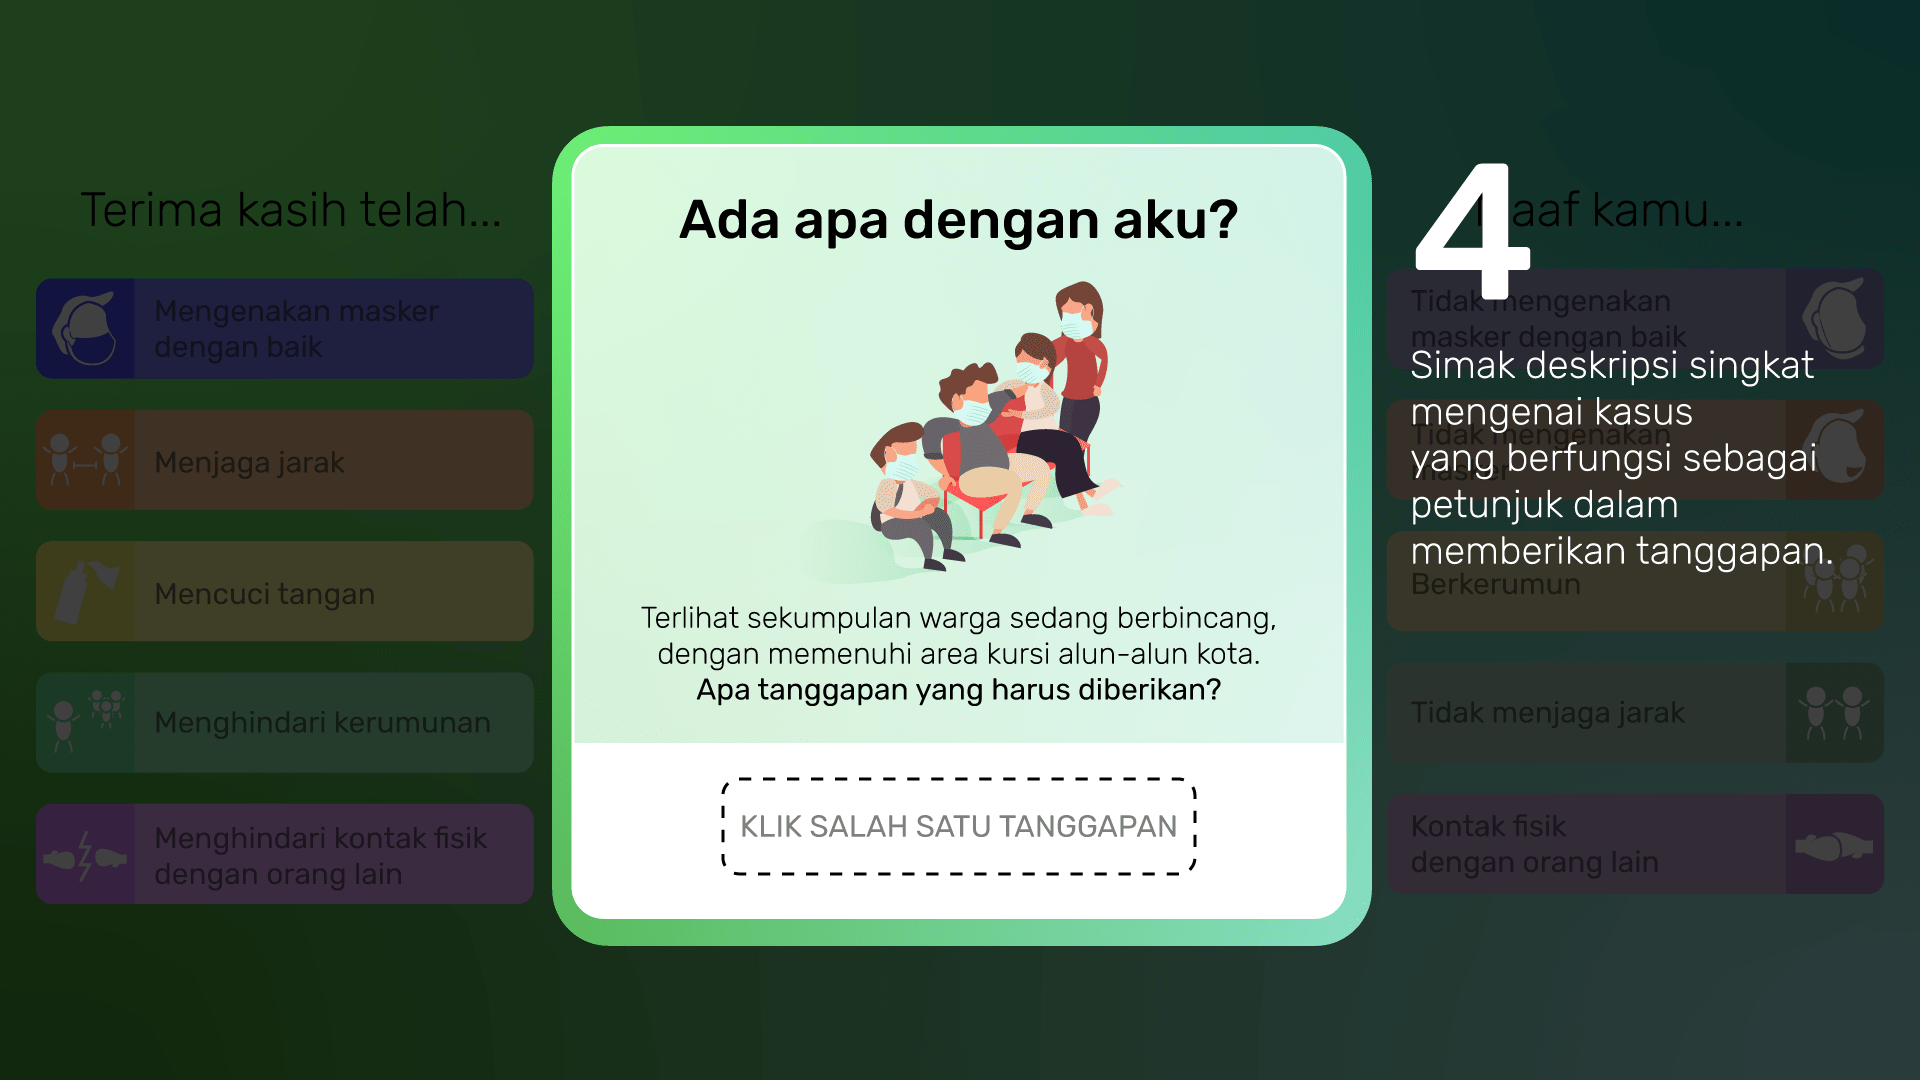 Terima kasih telah...
Mengenakan masker
dengan baik
Menjaga jarak
Mencuci tangan
Menghindari kerumunan
Menghindari kontak fisik
dengan orang lain
Ada apa dengan aku?
Terlihat sekumpulan warga sedang berbincang,
dengan memenuhi area kursi alun-alun kota.
Apa tanggapan yang harus diberikan?
KLIK SALAH SATU TANGGAPAN
4
Simak deskripsi singkat
mengenai kasus
yang berfungsi sebagai
petunjuk dalam
memberikan tanggapan.
kamu...
Tidak mengenakan
masker dengan baik
Tidak mengenakan
masker
Berkerumun
Tidak menjaga jarak
Kontak fisik
dengan orang lain